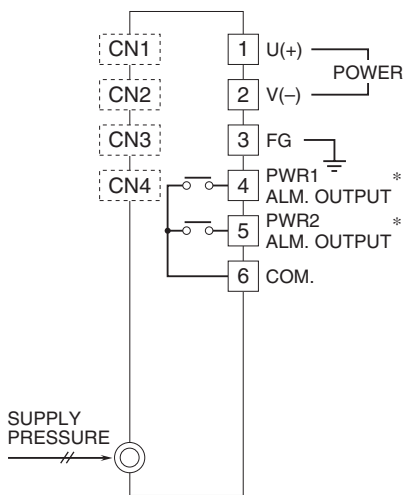 CN1
CN2
CN3
CN4
1 U(+)
POWER
2 V(–)
3 FG
4 PWR1 *
ALM. OUTPUT
5 PWR2 *
ALM. OUTPUT
6 COM.
SUPPLY
PRESSURE